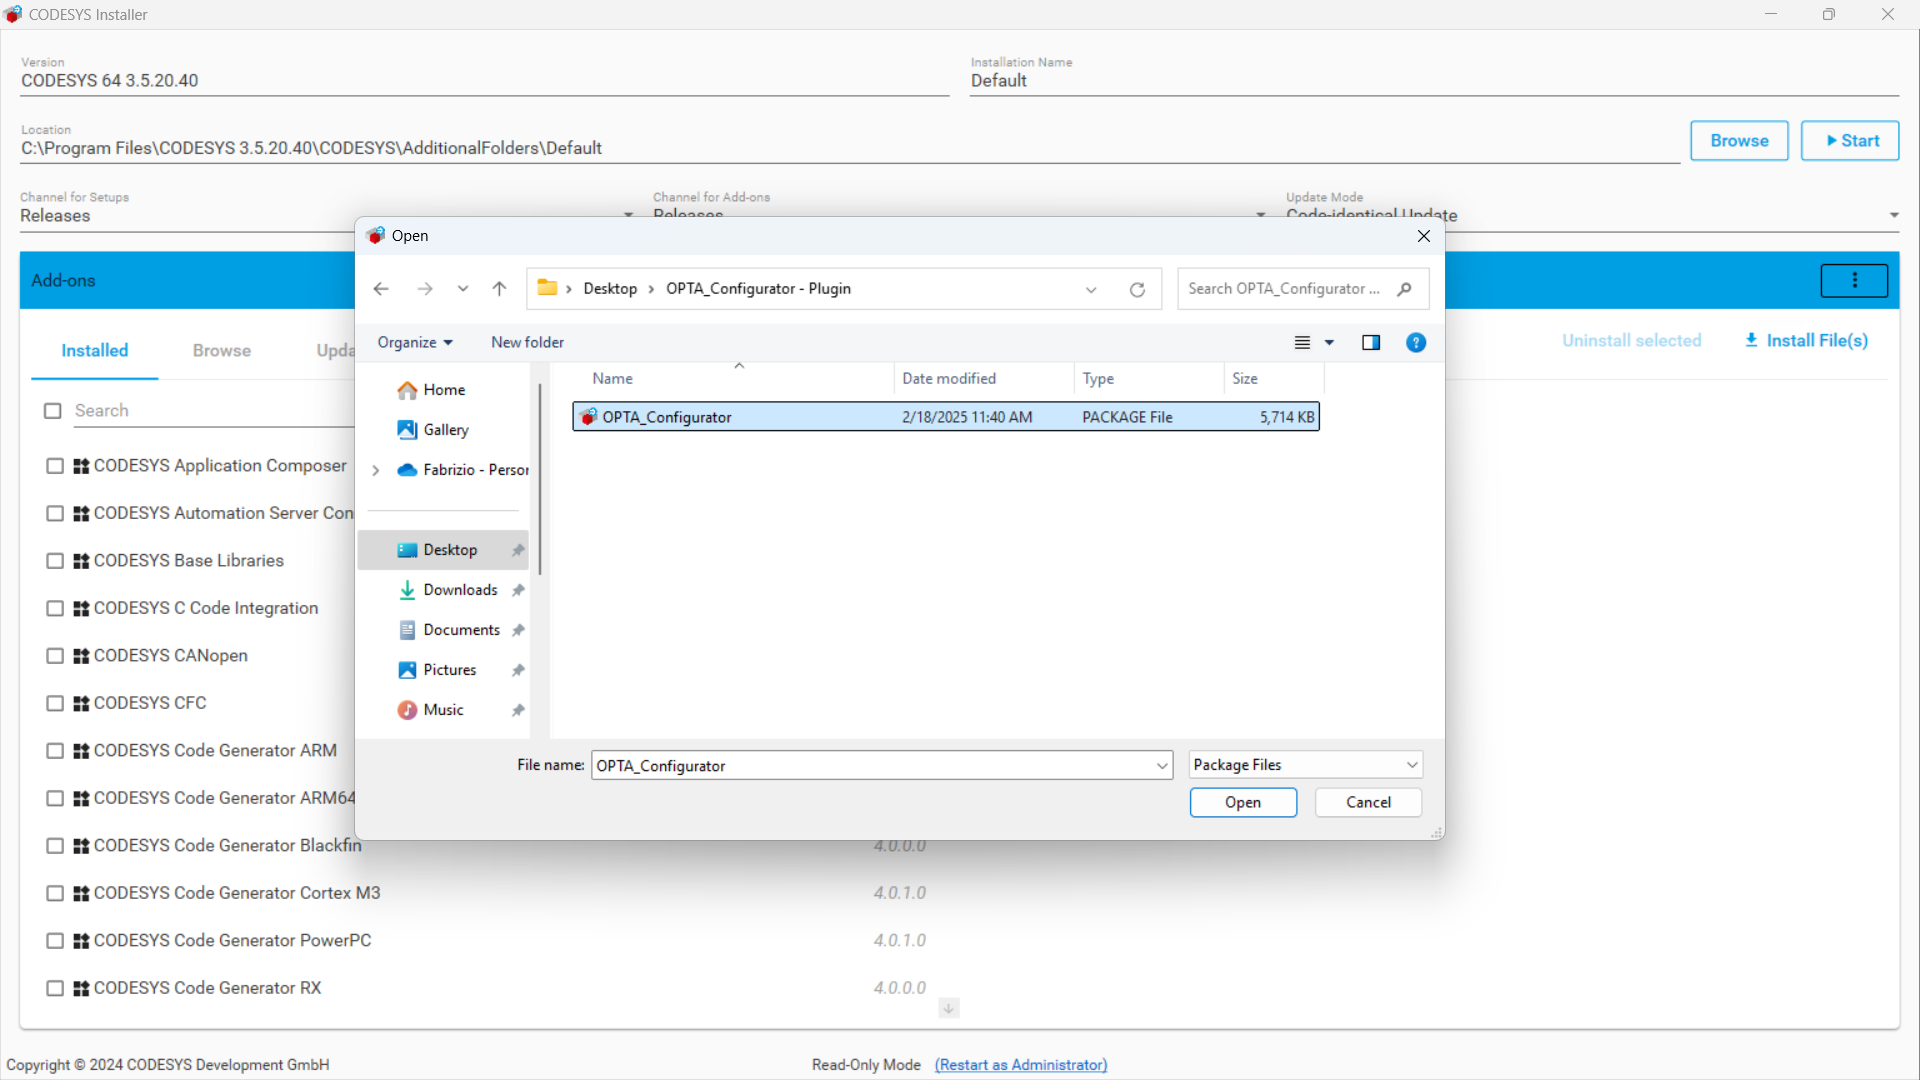 CODESYS Installer
Version
CODESYS 64 3.5.20.40
Installation Name
Default
Location
C:\Program Files\CODESYS 3.5.20.40\CODESYS\AdditionalFolders\Default
Browse
Start
Channel for Setups
Releases
Channel for Add-ons
Releases
Update Mode
Code-identical Update
Add-ons
Installed
Browse
Upda
Uninstall selected
Install File(s)
Search
CODESYS Application Composer
CODESYS Automation Server Con
CODESYS Base Libraries
CODESYS C Code Integration
CODESYS CANopen
CODESYS CFC
CODESYS Code Generator ARM
CODESYS Code Generator ARM64
CODESYS Code Generator Blackfin 4.0.0.0
CODESYS Code Generator Cortex M3 4.0.1.0
CODESYS Code Generator PowerPC 4.0.1.0
CODESYS Code Generator RX 4.0.0.0
Open
Desktop > OPTA_Configurator - Plugin
Search OPTA_Configurator ...
Organize
New folder
Home
Gallery
Fabrizio - Persor
Desktop
Downloads
Documents
Pictures
Music
Name Date modified Type Size
OPTA_Configurator 2/18/2025 11:40 AM PACKAGE File 5,714 KB
File name: OPTA_Configurator
Package Files
Open
Cancel
Copyright © 2024 CODESYS Development GmbH
Read-Only Mode (Restart as Administrator)